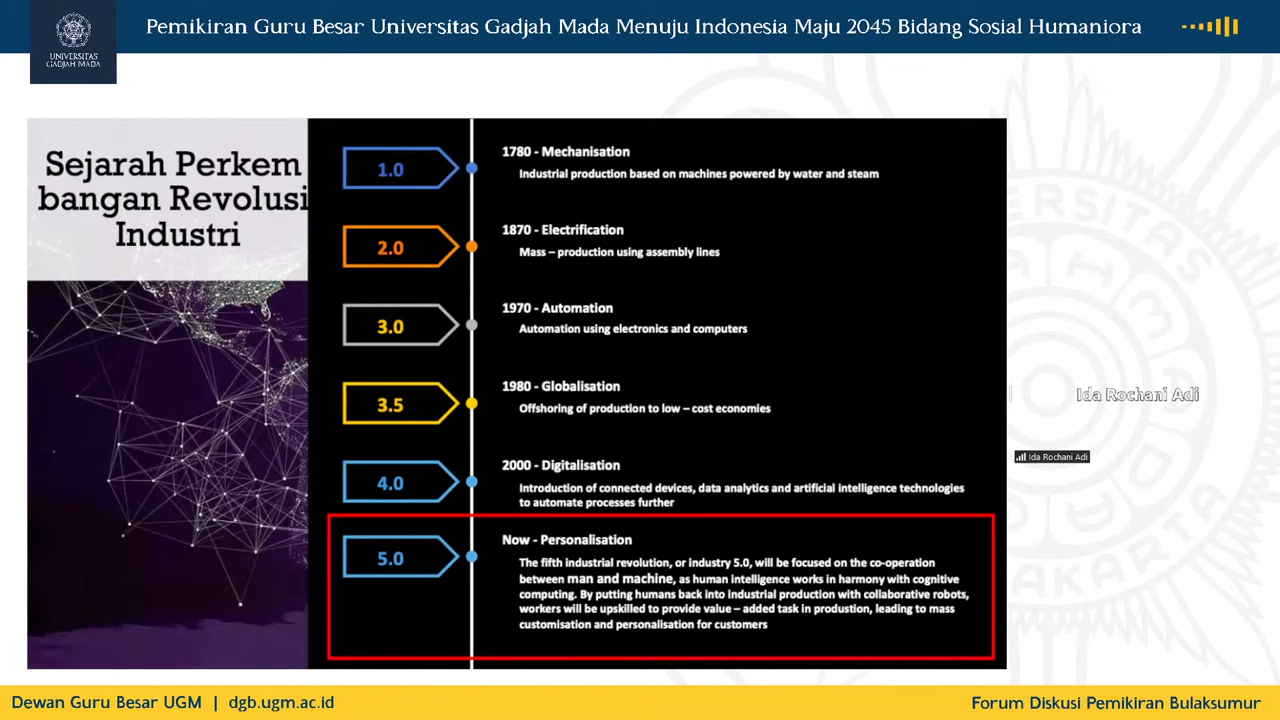 Pemikiran Guru Besar Universitas Gadjah Mada Menuju Indonesia Maju 2045 Bidang Sosial Humaniora
UNIVERSITAS
GADJAH MADA
Sejarah Perkem
bangan Revolusi
Industri
1.0
1780 - Mechanisation
Industrial production based on machines powered by water and steam
2.0
1870 - Electrification
Mass – production using assembly lines
3.0
1970 - Automation
Automation using electronics and computers
3.5
1980 - Globalisation
Offshoring of production to low – cost economies
4.0
2000 - Digitalisation
Introduction of connected devices, data analytics and artificial intelligence technologies
to automate processes further
5.0
Now - Personalisation
The fifth industrial revolution, or industry 5.0, will be focused on the co-operation
between man and machine, as human intelligence works in harmony with cognitive
computing. By putting humans back into industrial production with collaborative robots,
workers will be upskilled to provide value – added task in production, leading to mass
customisation and personalisation for customers
Ida Rochani Adi
Ida Rochani Adi
Dewan Guru Besar UGM | dgb.ugm.ac.id
Forum Diskusi Pemikiran Bulaksumur